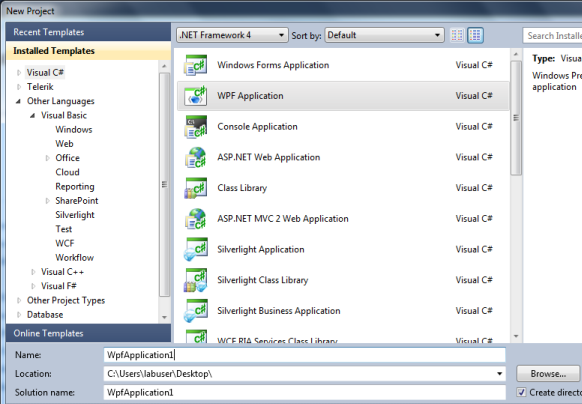 New Project
Recent Templates
Installed Templates
Visual C#
Telerik
Other Languages
Visual Basic
Windows
Web
Office
Cloud
Reporting
SharePoint
Silverlight
Test
WCF
Workflow
Visual C++
Visual F#
Other Project Types
Database
Online Templates
.NET Framework 4 Sort by: Default
Windows Forms Application Visual C#
WPF Application Visual C#
Console Application Visual C#
ASP.NET Web Application Visual C#
Class Library Visual C#
ASP.NET MVC 2 Web Application Visual C#
Silverlight Application Visual C#
Silverlight Class Library Visual C#
Silverlight Business Application Visual C#
WCF RIA Services Class Library Visual C#
Search Installe
Type: Visua
Windows Pre
application
Name: WpfApplication1
Location: C:\Users\labuser\Desktop\ Browse...
Solution name: WpfApplication1 Create directo